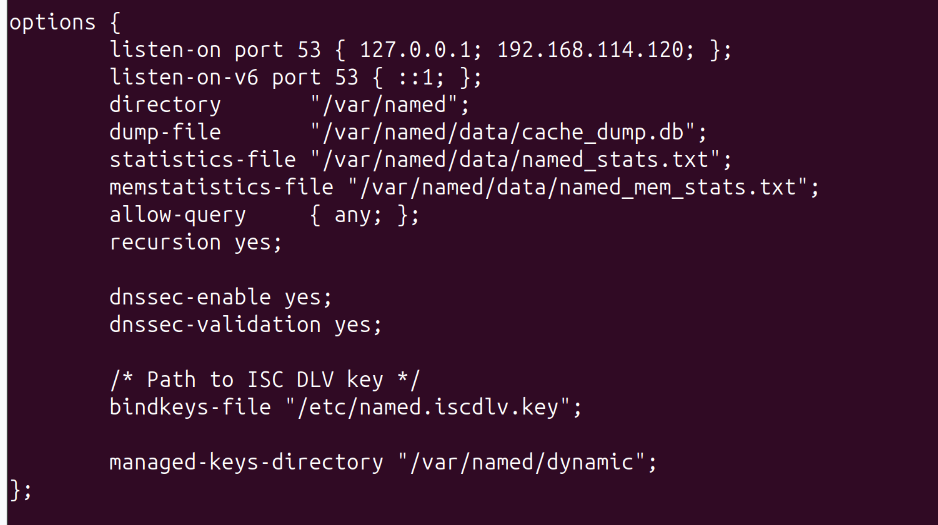 options {
listen-on port 53 { 127.0.0.1; 192.168.114.120; };
listen-on-v6 port 53 { ::1; };
directory "/var/named";
dump-file "/var/named/data/cache_dump.db";
statistics-file "/var/named/data/named_stats.txt";
memstatistics-file "/var/named/data/named_mem_stats.txt";
allow-query { any; };
recursion yes;
dnssec-enable yes;
dnssec-validation yes;
/* Path to ISC DLV key */
bindkeys-file "/etc/named.iscdlv.key";
managed-keys-directory "/var/named/dynamic";
};